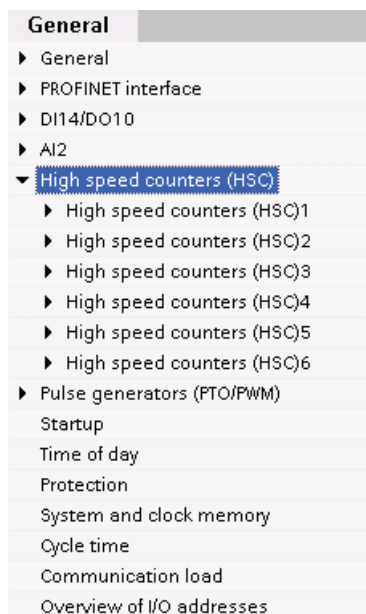 General
General
PROFINET interface
DI14/DO10
AI2
High speed counters (HSC)
High speed counters (HSC)1
High speed counters (HSC)2
High speed counters (HSC)3
High speed counters (HSC)4
High speed counters (HSC)5
High speed counters (HSC)6
Pulse generators (PTO/PWM)
Startup
Time of day
Protection
System and clock memory
Cycle time
Communication load
Overview of I/O addresses